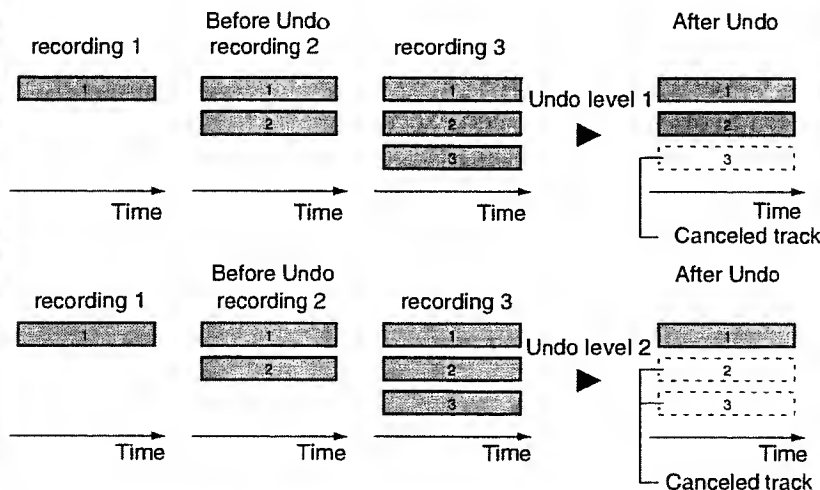 Before Undo
After Undo
recording 1
recording 2
recording 3
1
1
1
Undo level 1
1
2
2
2
3
3
Time
Time
Time
Time
Canceled track
Before Undo
After Undo
recording 1
recording 2
recording 3
1
1
1
Undo level 2
1
2
2
2
3
3
Time
Time
Time
Time
Canceled track